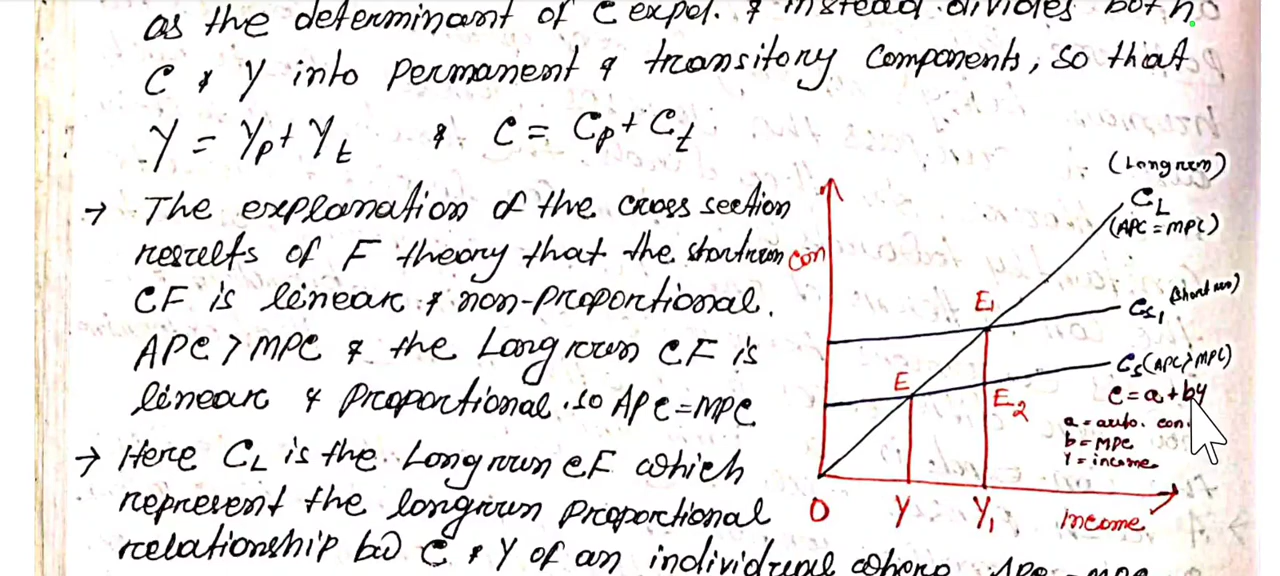 as the determinant of C expd. & instead divides both
C & Y into permanent & transitory components, so that
Y = Yp + Yt & C = Cp + Ct
→ The explanation of the cross section
results of F theory that the shortrun
CF is linear & non-proportional.
APC > MPC & the Long run CF is
linear & Proportional. so APC = MPC
→ Here CL is the Long run CF which
represent the longrun proportional
relationship b/w C & Y of an individual where APC = MPC
(Long run)
CL
(APC = MPC)
Con
E1
Cs1 (Short run)
E
Cs (APC > MPC)
E2
C = a + by
a = auto. con.
b = MPC
Y = income
O Y Y1 Income